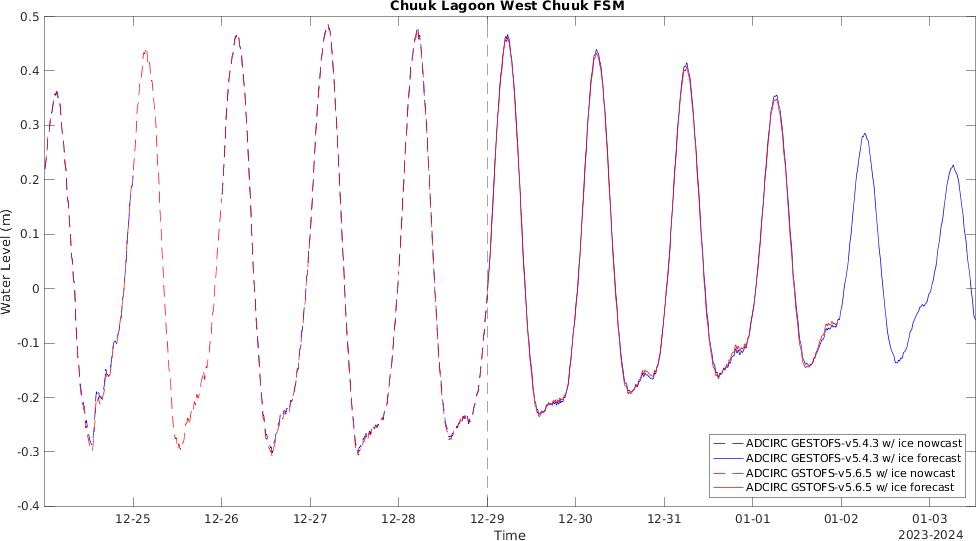 Chuuk Lagoon West Chuuk FSM
0.5
0.4
0.3
0.2
0.1
0
-0.1
-0.2
-0.3
-0.4
Water Level (m)
12-25 12-26 12-27 12-28 12-29 12-30 12-31 01-01 01-02 01-03
Time
2023-2024
ADCIRC GESTOFS-v5.4.3 w/ ice nowcast
ADCIRC GESTOFS-v5.4.3 w/ ice forecast
ADCIRC GSTOFS-v5.6.5 w/ ice nowcast
ADCIRC GSTOFS-v5.6.5 w/ ice forecast